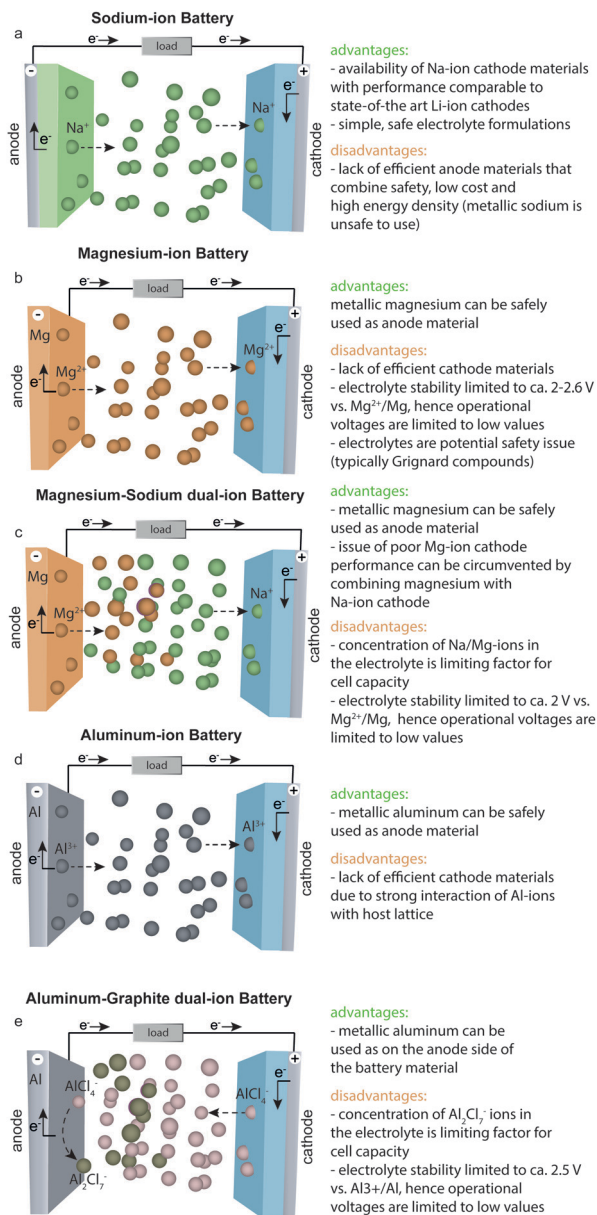 Sodium-ion Battery
a
e⁻
load
e⁻
-
+
e⁻
Na⁺
Na⁺
e⁻
anode
cathode
advantages:
- availability of Na-ion cathode materials
with performance comparable to
state-of-the art Li-ion cathodes
- simple, safe electrolyte formulations
disadvantages:
- lack of efficient anode materials that
combine safety, low cost and
high energy density (metallic sodium is
unsafe to use)
Magnesium-ion Battery
b
e⁻
load
e⁻
-
+
Mg
e⁻
Mg²⁺
Mg²⁺
e⁻
anode
cathode
advantages:
metallic magnesium can be safely
used as anode material
disadvantages:
- lack of efficient cathode materials
- electrolyte stability limited to ca. 2-2.6 V
vs. Mg²⁺/Mg, hence operational
voltages are limited to low values
- electrolytes are potential safety issue
(typically Grignard compounds)
Magnesium-Sodium dual-ion Battery
c
e⁻
load
e⁻
-
+
Mg
e⁻
Na⁺
Mg²⁺
e⁻
anode
cathode
advantages:
- metallic magnesium can be safely
used as anode material
- issue of poor Mg-ion cathode
performance can be circumvented by
combining magnesium with
Na-ion cathode
disadvantages:
- concentration of Na/Mg-ions in
the electrolyte is limiting factor for
cell capacity
- electrolyte stability limited to ca. 2 V vs.
Mg²⁺/Mg, hence operational voltages are
limited to low values
Aluminum-ion Battery
d
e⁻
load
e⁻
-
+
Al
e⁻
Al³⁺
Al³⁺
e⁻
anode
cathode
advantages:
- metallic aluminum can be safely
used as anode material
disadvantages:
- lack of efficient cathode materials
due to strong interaction of Al-ions
with host lattice
Aluminum-Graphite dual-ion Battery
e
e⁻
load
e⁻
-
+
Al
e⁻
AlCl₄⁻
AlCl₄⁻
e⁻
Al₂Cl₇⁻
anode
cathode
advantages:
- metallic aluminum can be
used as on the anode side of
the battery material
disadvantages:
- concentration of Al₂Cl₇⁻ ions in
the electrolyte is limiting factor for
cell capacity
- electrolyte stability limited to ca. 2.5 V
vs. Al3+/Al, hence operational
voltages are limited to low values